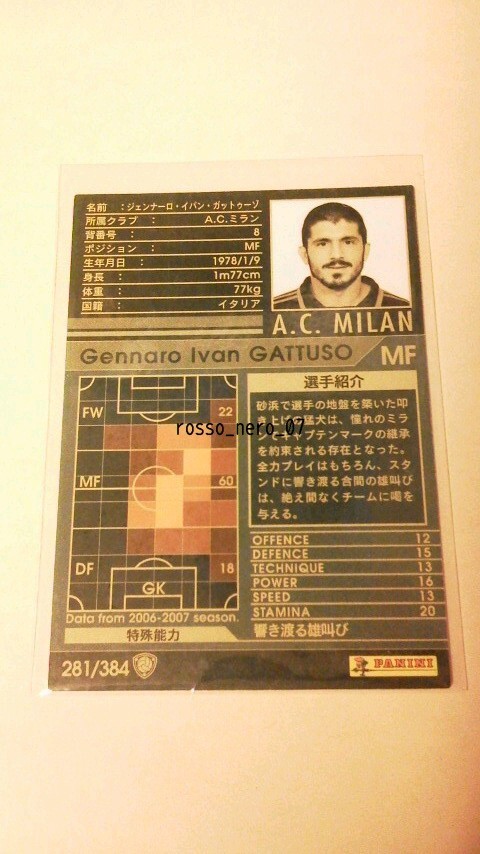 名前 ：ジェンナーロ・イバン・ガットゥーゾ
所属クラブ ： A.C.ミラン
背番号 ： 8
ポジション ： MF
生年月日 ： 1978/1/9
身長 ： 1m77cm
体重 ： 77kg
国籍 ： イタリア
A.C. MILAN
Gennaro Ivan GATTUSO MF
FW 22
MF 60
DF 18
GK
Data from 2006-2007 season.
特殊能力
選手紹介
砂浜で選手の地盤を築いた叩
き上げの猛犬は、憧れのミラ
キャプテンマークの継承
を約束される存在となった。
全力プレイはもちろん、スタ
ンドに響き渡る合間の雄叫び
は、絶え間なくチームに喝を
与える。
rosso_nero_07
OFFENCE 12
DEFENCE 15
TECHNIQUE 13
POWER 16
SPEED 13
STAMINA 20
響き渡る雄叫び
281/384
PANINI